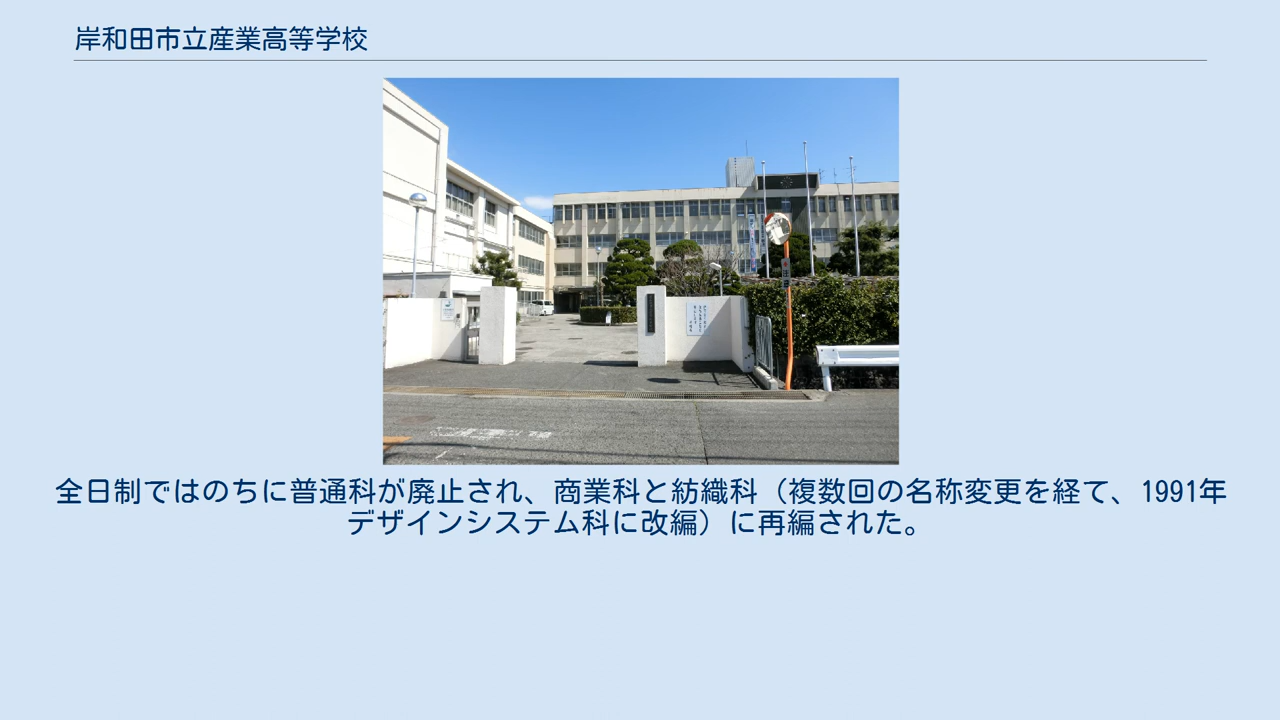 岸和田市立産業高等学校
全日制ではのちに普通科が廃止され、商業科と紡織科（複数回の名称変更を経て、1991年
デザインシステム科に改編）に再編された。